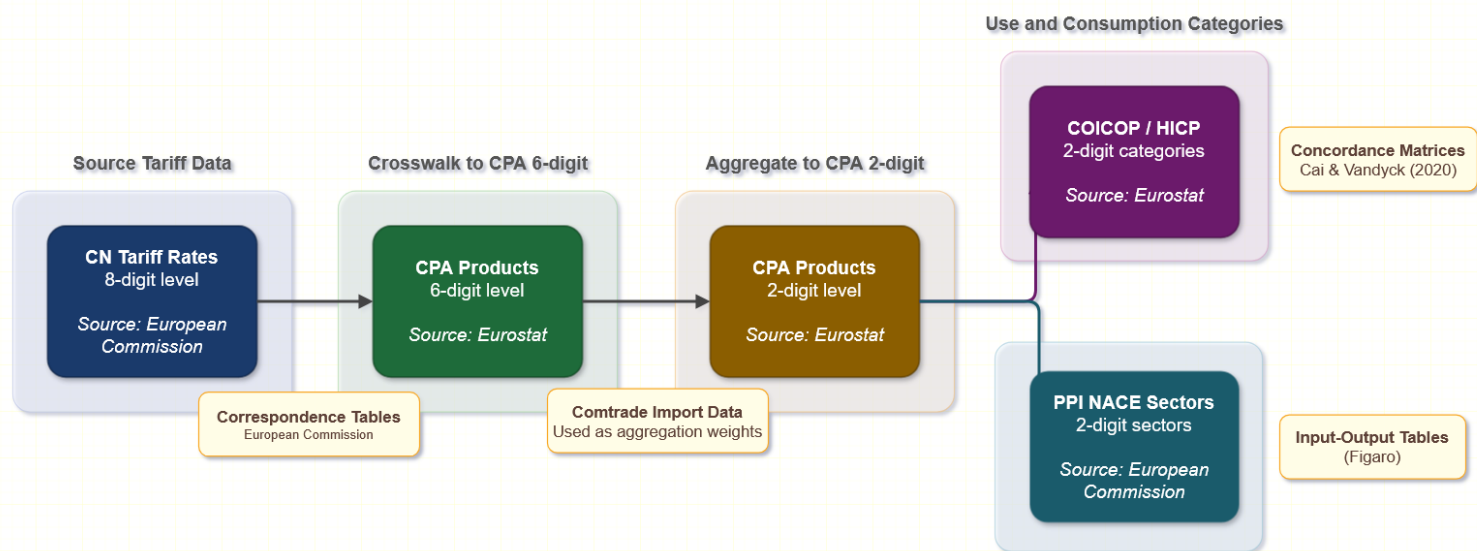 Source Tariff Data
CN Tariff Rates
8-digit level
Source: European
Commission
Correspondence Tables
European Commission
Crosswalk to CPA 6-digit
CPA Products
6-digit level
Source: Eurostat
Comtrade Import Data
Used as aggregation weights
Aggregate to CPA 2-digit
CPA Products
2-digit level
Source: Eurostat
Use and Consumption Categories
COICOP / HICP
2-digit categories
Source: Eurostat
Concordance Matrices
Cai & Vandyck (2020)
PPI NACE Sectors
2-digit sectors
Source: European
Commission
Input-Output Tables
(Figaro)